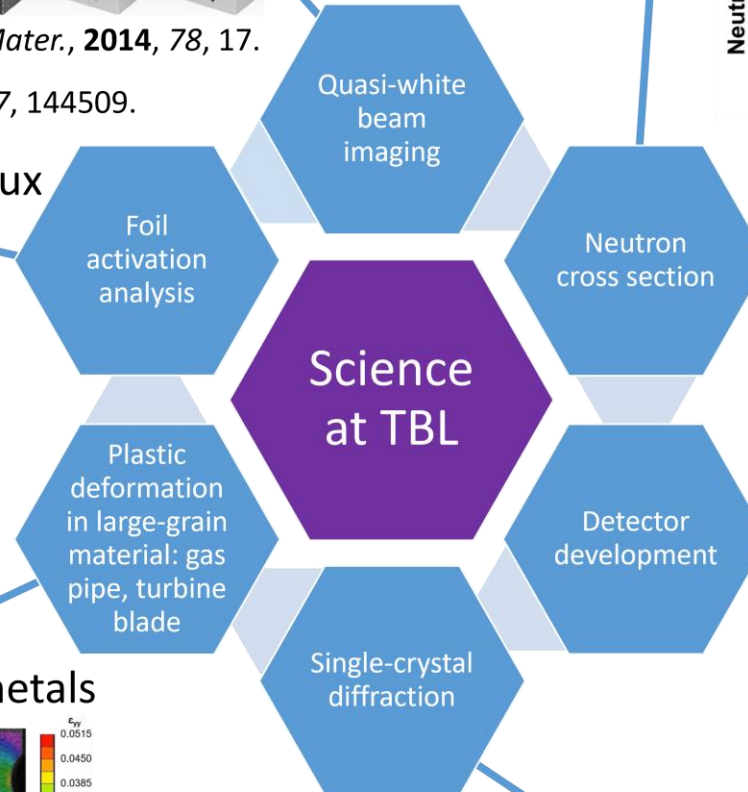 Mater., 2014, 78, 17.
7, 144509.
Neutr
Quasi-white
beam
imaging
ux
Foil
activation
analysis
Neutron
cross section
Science
at TBL
Plastic
deformation
in large-grain
material: gas
pipe, turbine
blade
Detector
development
Single-crystal
diffraction
netals
εyy
0.0515
0.0450
0.0385